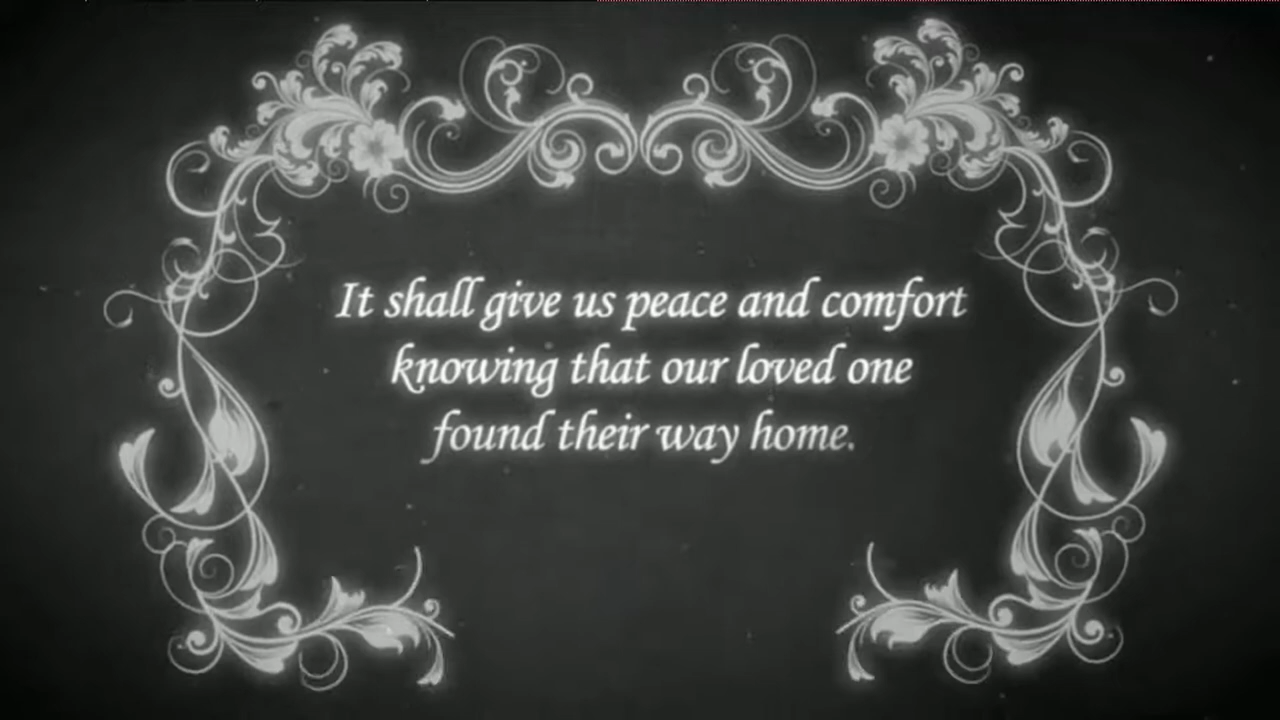 It shall give us peace and comfort
knowing that our loved one
found their way home.